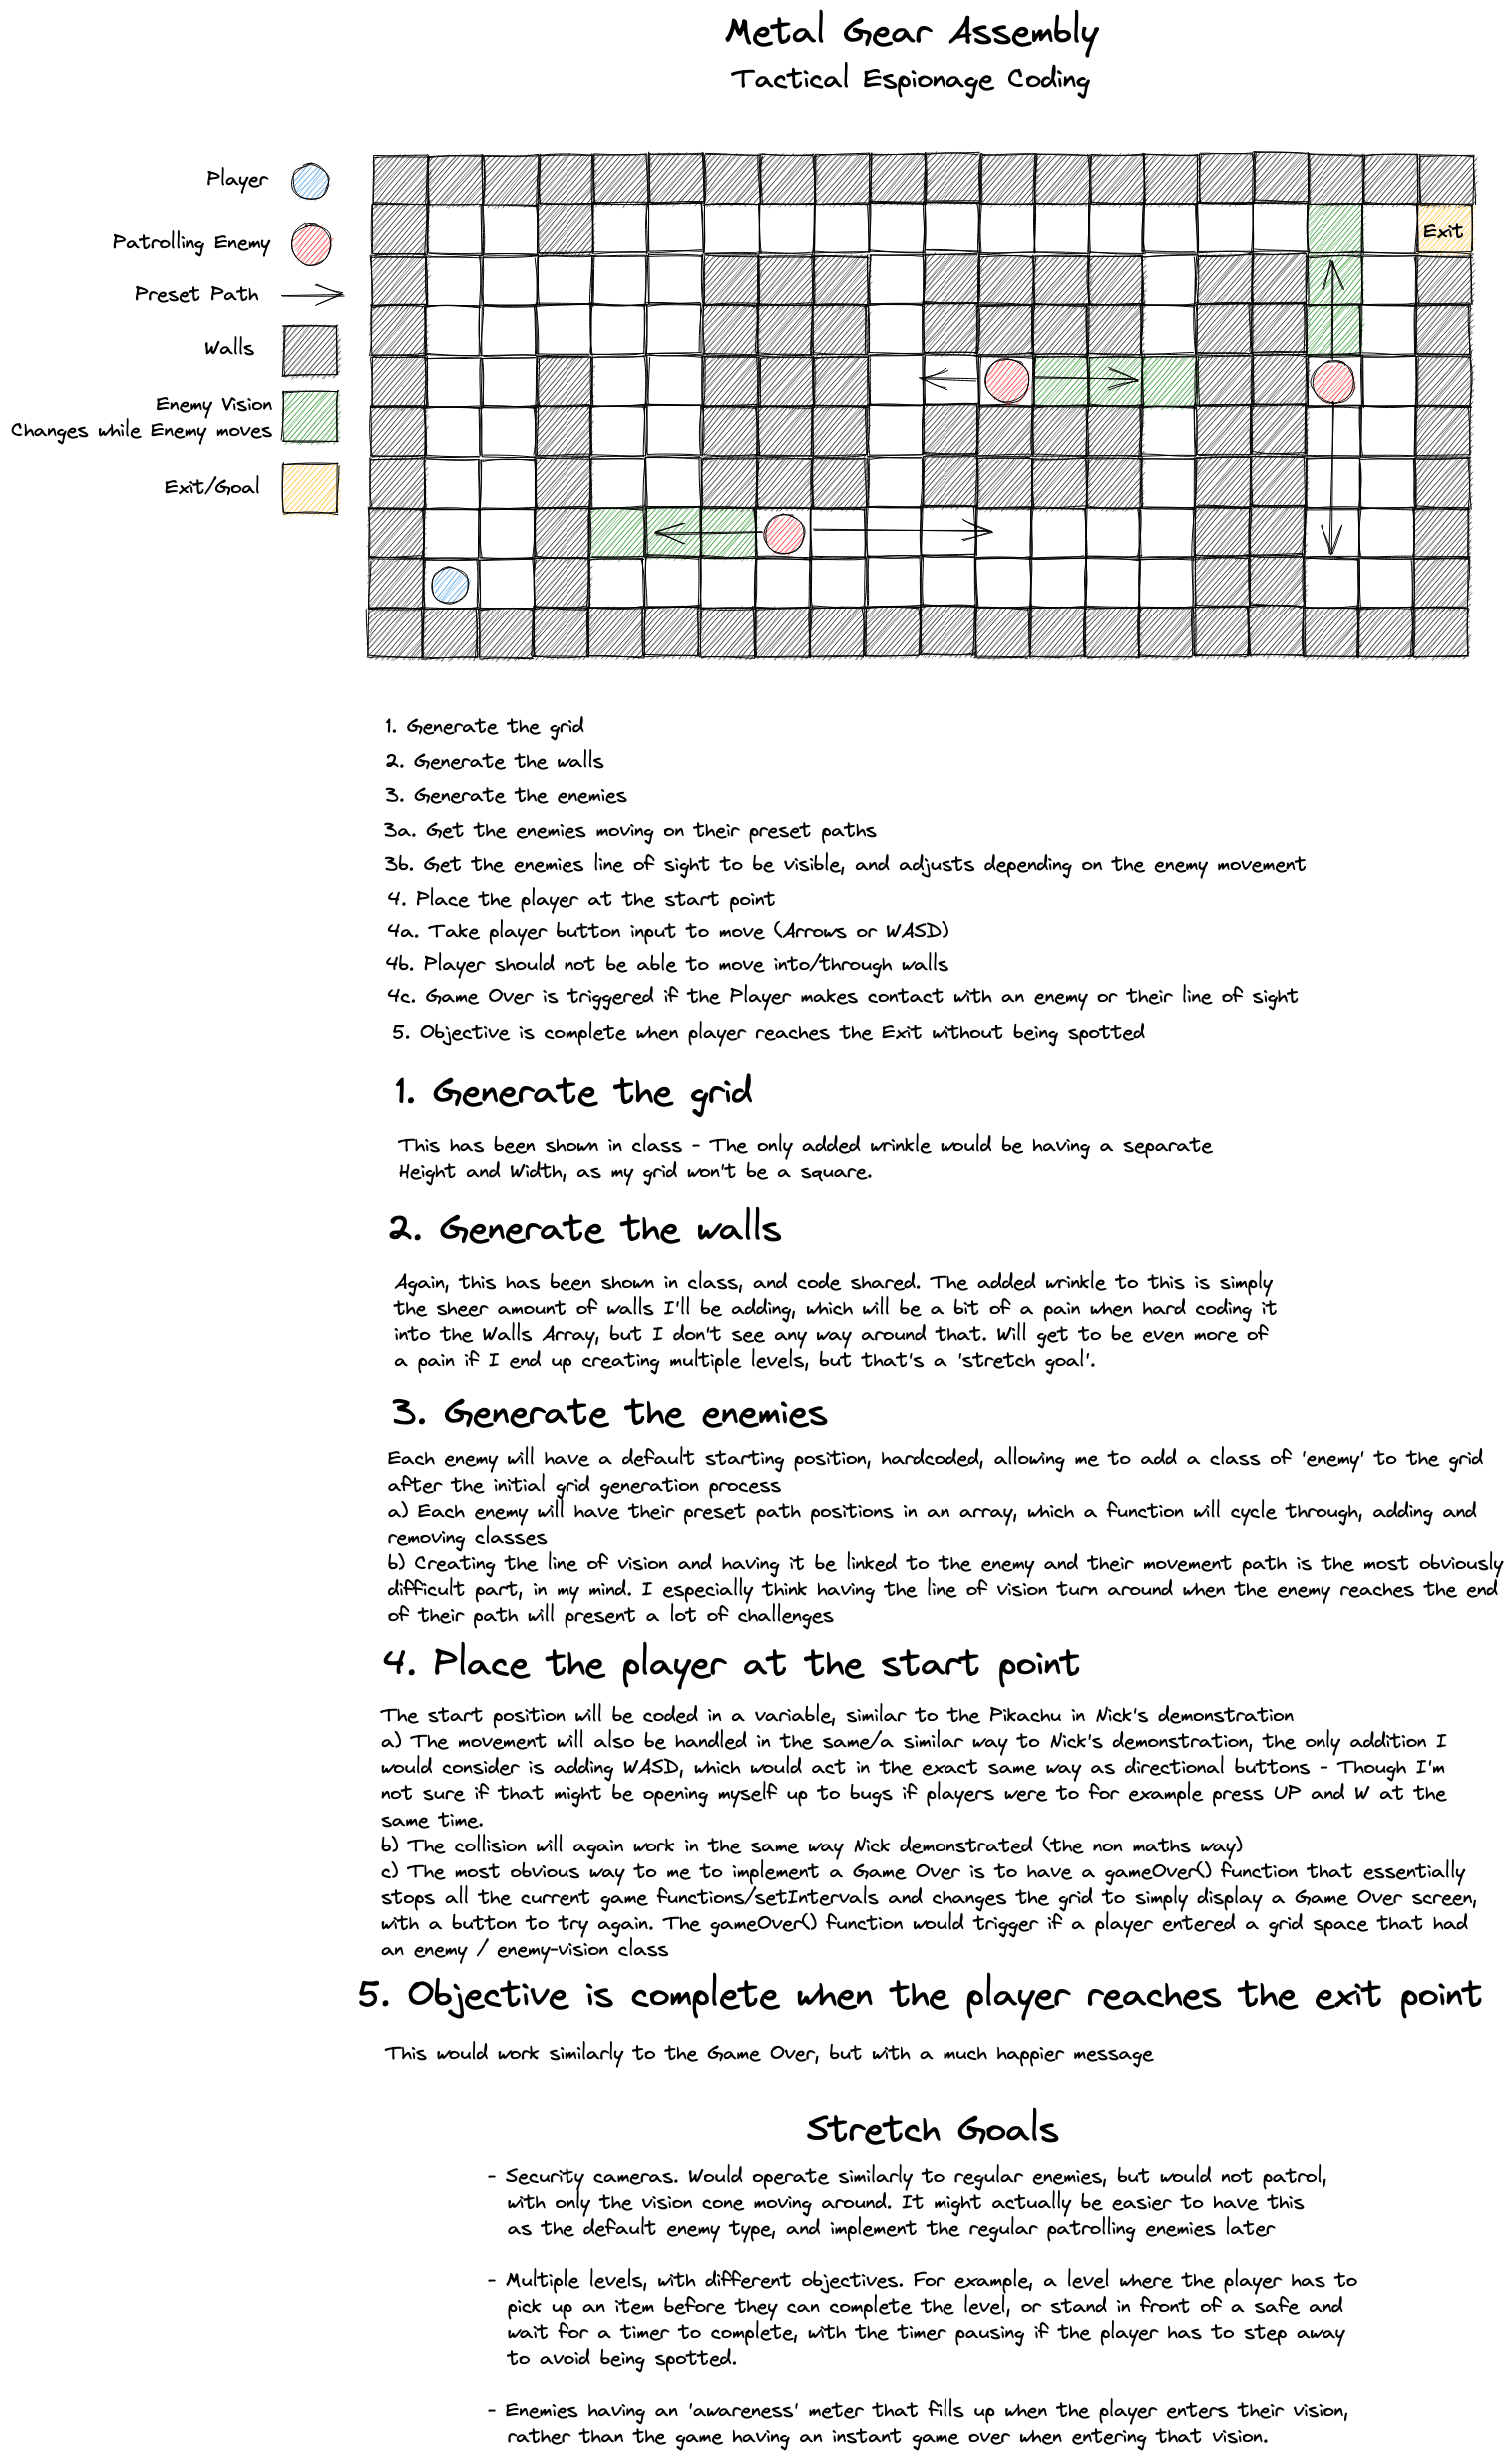 Metal Gear Assembly
Tactical Espionage Coding
Player
Patrolling Enemy
Preset Path
Walls
Enemy Vision
Changes while Enemy moves
Exit/Goal
Exit
1. Generate the grid
2. Generate the walls
3. Generate the enemies
3a. Get the enemies moving on their preset paths
3b. Get the enemies line of sight to be visible, and adjusts depending on the enemy movement
4. Place the player at the start point
4a. Take player button input to move (Arrows or WASD)
4b. Player should not be able to move into/through walls
4c. Game Over is triggered if the Player makes contact with an enemy or their line of sight
5. Objective is complete when player reaches the Exit without being spotted
1. Generate the grid
This has been shown in class - The only added wrinkle would be having a separate
Height and Width, as my grid won't be a square.
2. Generate the walls
Again, this has been shown in class, and code shared. The added wrinkle to this is simply
the sheer amount of walls I'll be adding, which will be a bit of a pain when hard coding it
into the Walls Array, but I don't see any way around that. Will get to be even more of
a pain if I end up creating multiple levels, but that's a 'stretch goal'.
3. Generate the enemies
Each enemy will have a default starting position, hardcoded, allowing me to add a class of 'enemy' to the grid
after the initial grid generation process
a) Each enemy will have their preset path positions in an array, which a function will cycle through, adding and
removing classes
b) Creating the line of vision and having it be linked to the enemy and their movement path is the most obviously
difficult part, in my mind. I especially think having the line of vision turn around when the enemy reaches the end
of their path will present a lot of challenges
4. Place the player at the start point
The start position will be coded in a variable, similar to the Pikachu in Nick's demonstration
a) The movement will also be handled in the same/a similar way to Nick's demonstration, the only addition I
would consider is adding WASD, which would act in the exact same way as directional buttons - Though I'm
not sure if that might be opening myself up to bugs if players were to for example press UP and W at the
same time.
b) The collision will again work in the same way Nick demonstrated (the non maths way)
c) The most obvious way to me to implement a Game Over is to have a gameOver() function that essentially
stops all the current game functions/setIntervals and changes the grid to simply display a Game Over screen,
with a button to try again. The gameOver() function would trigger if a player entered a grid space that had
an enemy / enemy-vision class
5. Objective is complete when the player reaches the exit point
This would work similarly to the Game Over, but with a much happier message
Stretch Goals
- Security cameras. Would operate similarly to regular enemies, but would not patrol,
with only the vision cone moving around. It might actually be easier to have this
as the default enemy type, and implement the regular patrolling enemies later
- Multiple levels, with different objectives. For example, a level where the player has to
pick up an item before they can complete the level, or stand in front of a safe and
wait for a timer to complete, with the timer pausing if the player has to step away
to avoid being spotted.
- Enemies having an 'awareness' meter that fills up when the player enters their vision,
rather than the game having an instant game over when entering that vision.